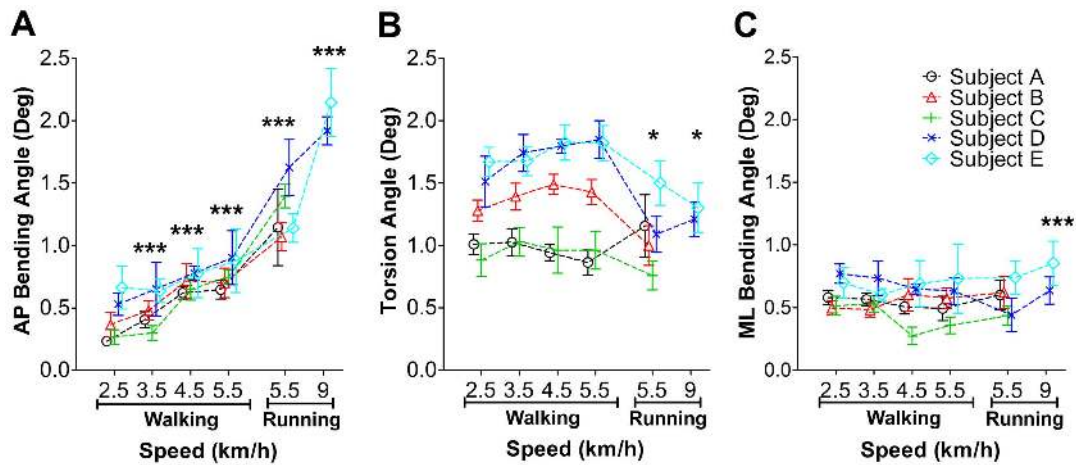 A
AP Bending Angle (Deg)
2.5
2.0
1.5
1.0
0.5
0.0
***
***
***
***
***
2.5 3.5 4.5 5.5 5.5 9
Walking Running
Speed (km/h)
B
Torsion Angle (Deg)
2.5
2.0
1.5
1.0
0.5
0.0
* *
2.5 3.5 4.5 5.5 5.5 9
Walking Running
Speed (km/h)
C
ML Bending Angle (Deg)
2.5
2.0
1.5
1.0
0.5
0.0
Subject A
Subject B
Subject C
Subject D
Subject E
***
2.5 3.5 4.5 5.5 5.5 9
Walking Running
Speed (km/h)